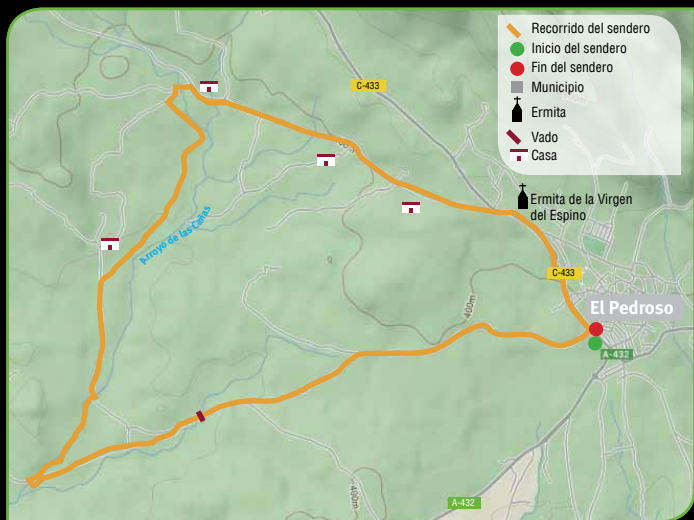 Recorrido del sendero
Inicio del sendero
Fin del sendero
Municipio
Ermita
Vado
Casa
C-433
Ermita de la Virgen
del Espino
Arroyo de las Cañas
C-433
El Pedroso
400m
A-432
A-432
400m